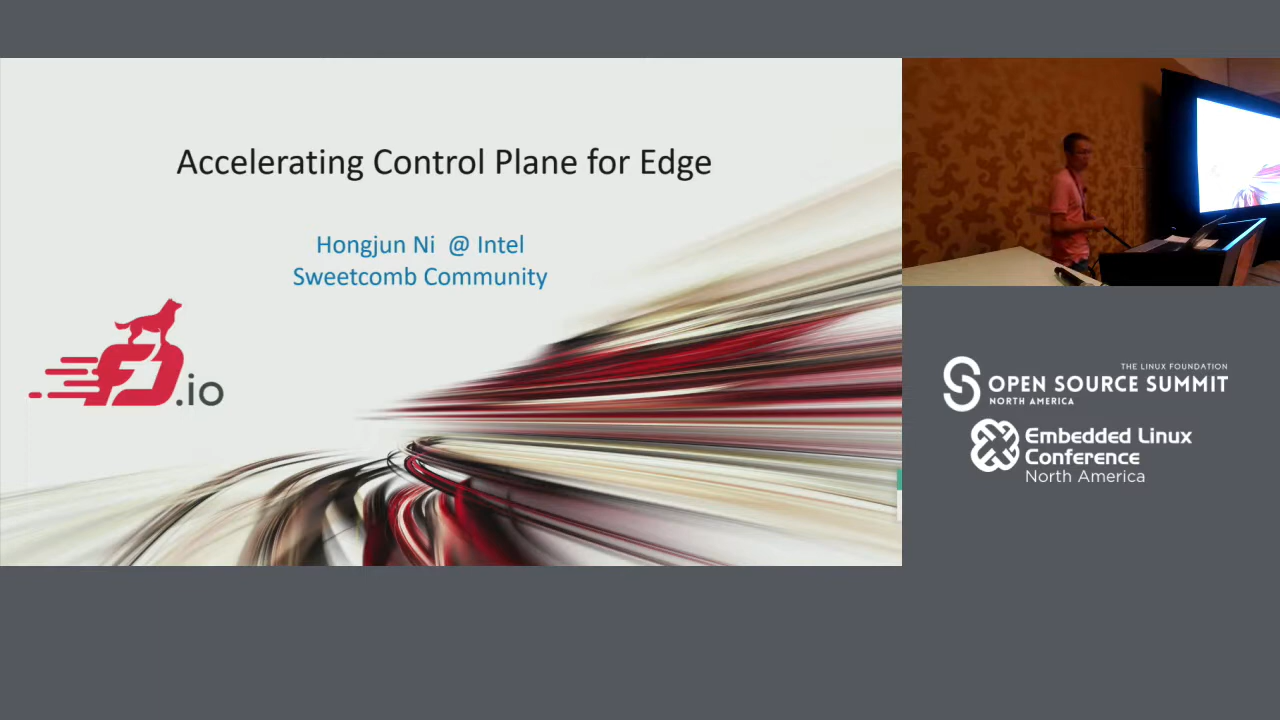 Accelerating Control Plane for Edge
Hongjun Ni @ Intel
Sweetcomb Community
FD.io
THE LINUX FOUNDATION
OPEN SOURCE SUMMIT
NORTH AMERICA
Embedded Linux
Conference
North America